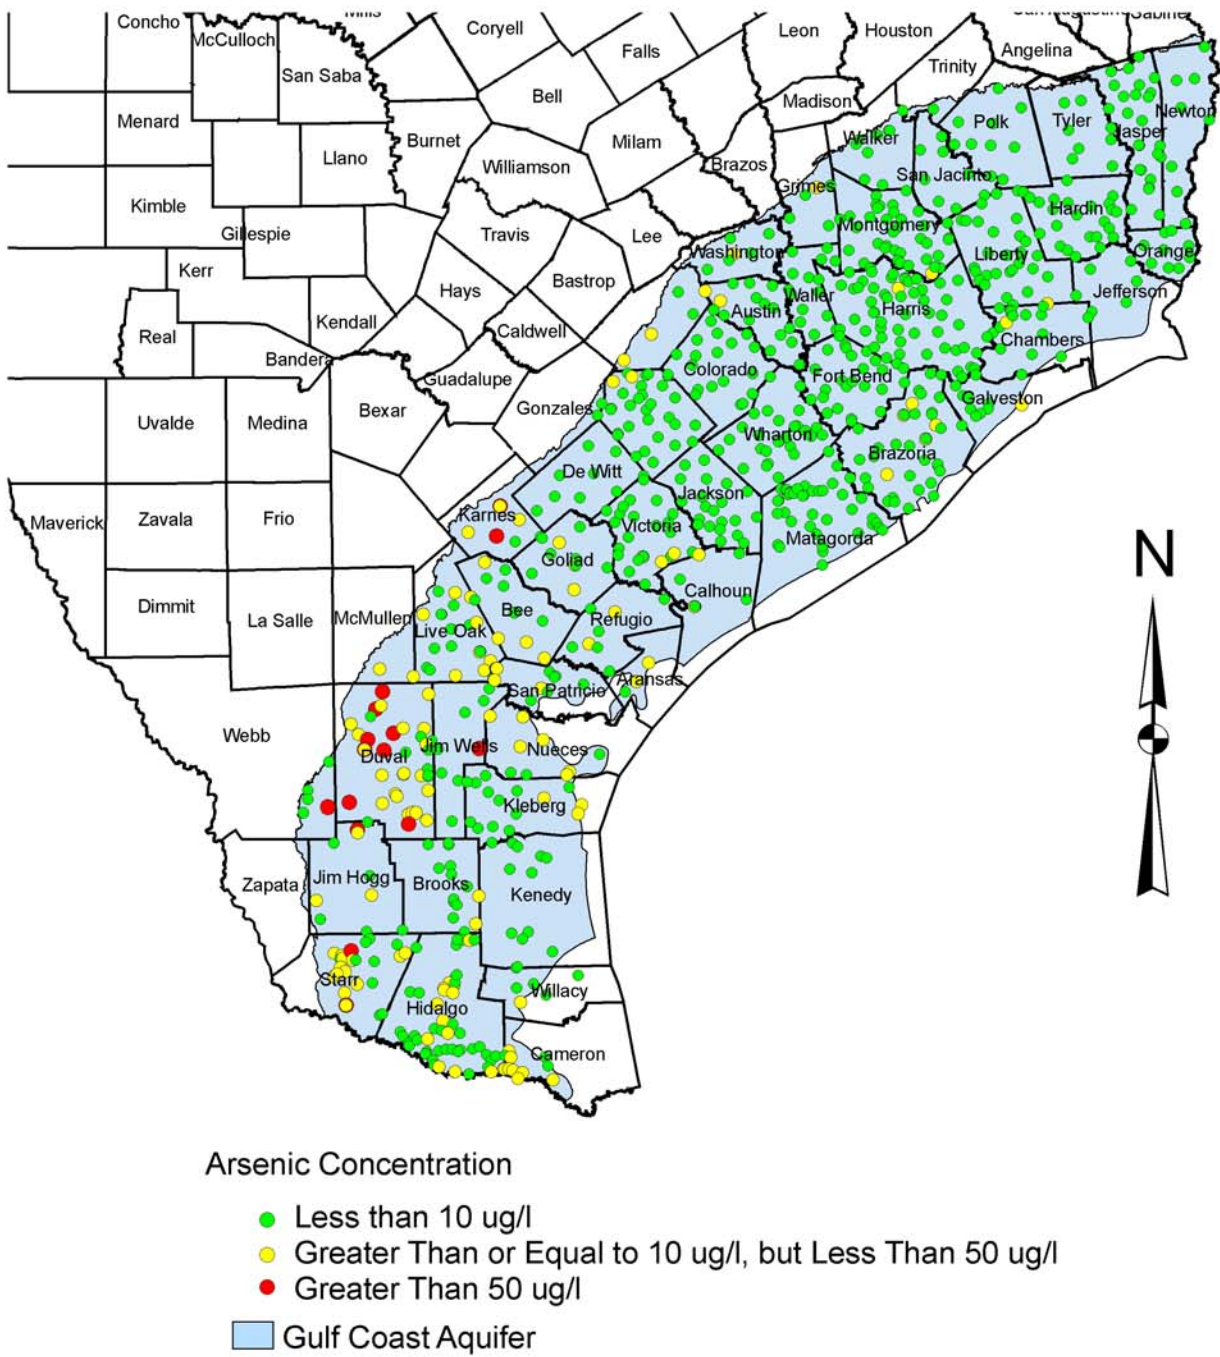 Mills
Concho
McCulloch
Coryell
Leon
Houston
San Augustine
Sabine
San Saba
Falls
Angelina
Trinity
Bell
Madison
Menard
Burnet
Milam
Walker
Polk
Tyler
Jasper
Newton
Llano
Williamson
Brazos
Grimes
San Jacinto
Kimble
Gillespie
Travis
Lee
Montgomery
Hardin
Washington
Liberty
Orange
Kerr
Hays
Bastrop
Waller
Harris
Jefferson
Real
Kendall
Caldwell
Austin
Chambers
Bandera
Guadalupe
Colorado
Fort Bend
Uvalde
Medina
Bexar
Gonzales
Galveston
Wharton
Brazoria
De Witt
Jackson
Maverick
Zavala
Frio
Karnes
Victoria
Matagorda
N
Goliad
Dimmit
La Salle
McMullen
Live Oak
Bee
Refugio
Calhoun
San Patricio
Aransas
Webb
Duval
Jim Wells
Nueces
Kleberg
Zapata
Jim Hogg
Brooks
Kenedy
Starr
Hidalgo
Willacy
Cameron
Arsenic Concentration
Less than 10 ug/l
Greater Than or Equal to 10 ug/l, but Less Than 50 ug/l
Greater Than 50 ug/l
Gulf Coast Aquifer